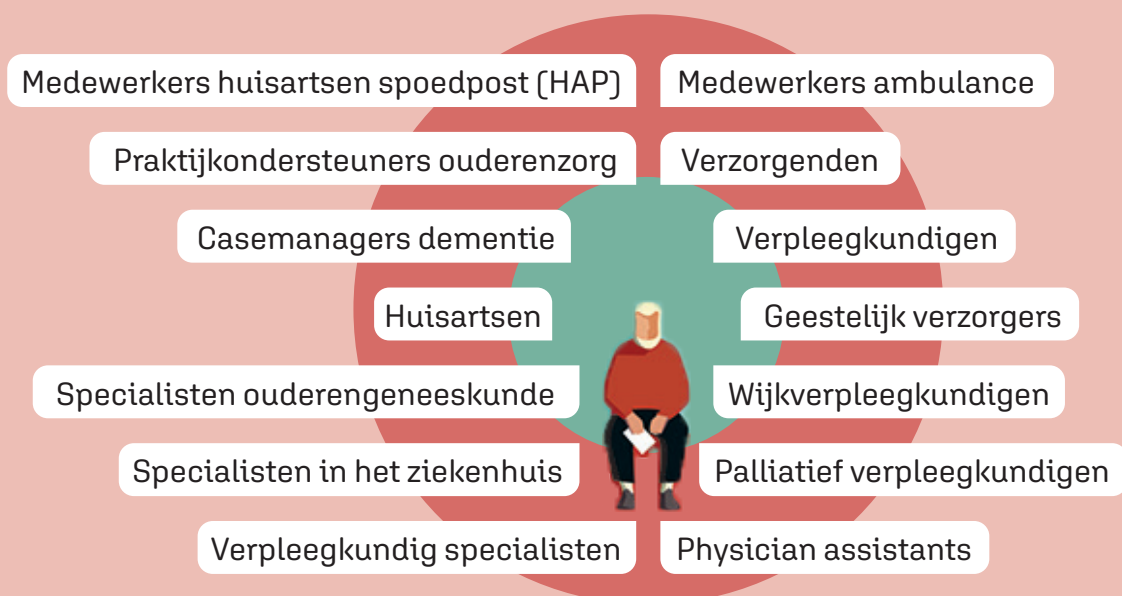 Medewerkers huisartsen spoedpost (HAP)
Medewerkers ambulance
Praktijkondersteuners ouderenzorg
Verzorgenden
Casemanagers dementie
Verpleegkundigen
Huisartsen
Geestelijk verzorgers
Specialisten ouderengeneeskunde
Wijkverpleegkundigen
Specialisten in het ziekenhuis
Palliatief verpleegkundigen
Verpleegkundig specialisten
Physician assistants